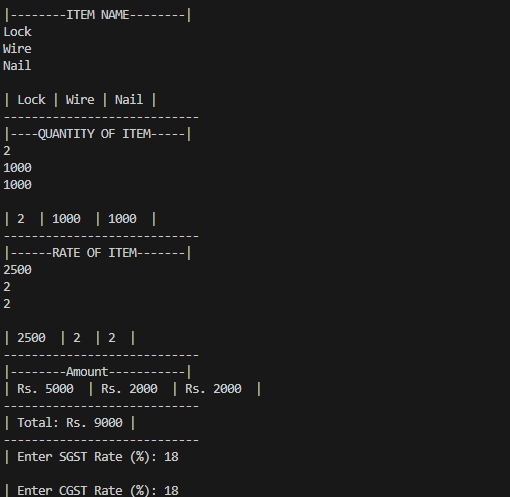 |--------ITEM NAME--------|
Lock
Wire
Nail
| Lock | Wire | Nail |
----------------------------
|----QUANTITY OF ITEM-----|
2
1000
1000
| 2  | 1000  | 1000  |
----------------------------
|------RATE OF ITEM-------|
2500
2
2
| 2500  | 2  | 2  |
----------------------------
|--------Amount-----------|
| Rs. 5000  | Rs. 2000  | Rs. 2000  |
----------------------------
| Total: Rs. 9000 |
----------------------------
| Enter SGST Rate (%): 18
| Enter CGST Rate (%): 18